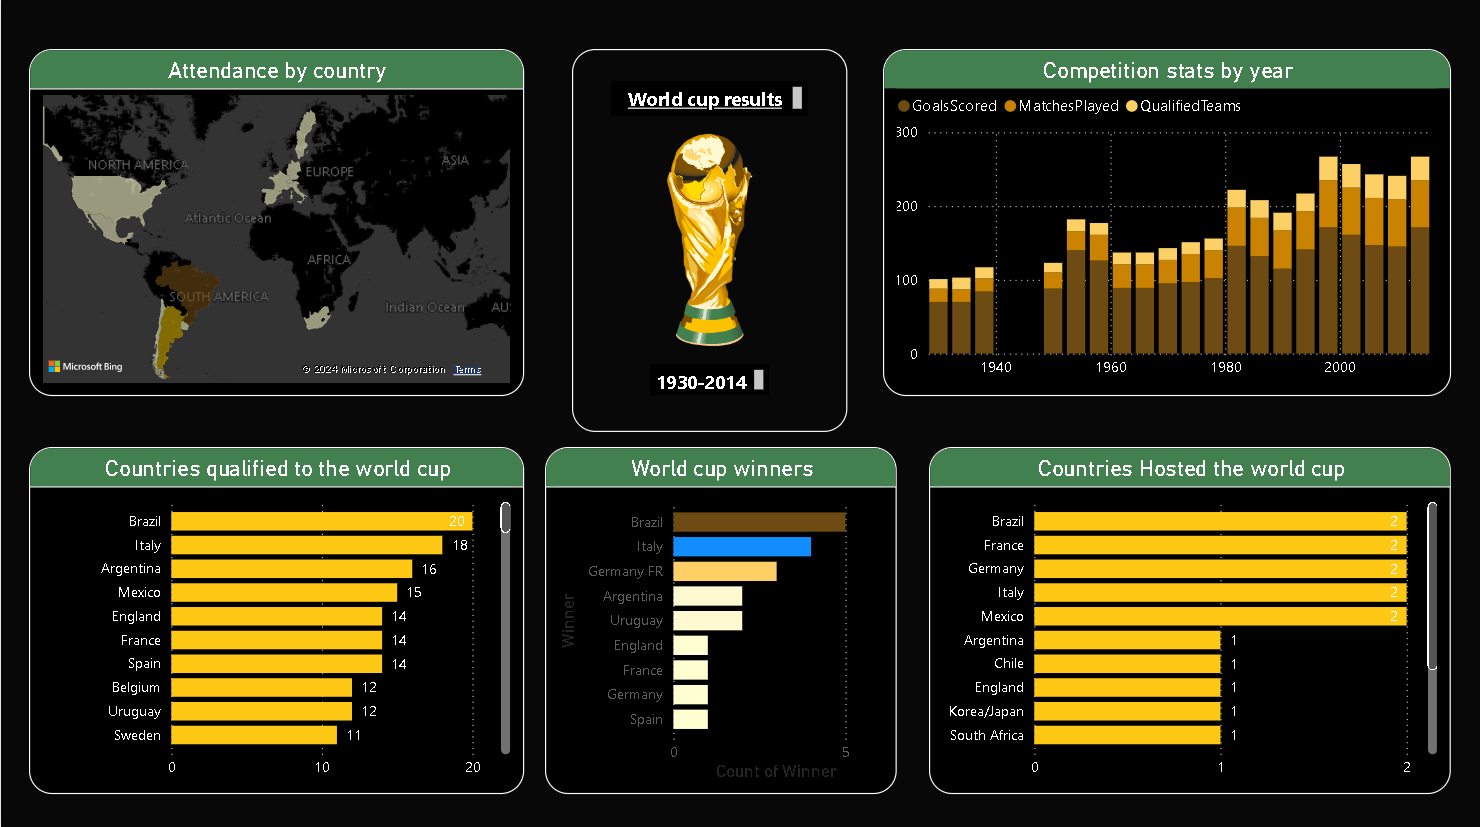 Attendance by country
NORTH AMERICA
EUROPE
ASIA
Atlantic Ocean
AFRICA
SOUTH AMERICA
Indian Ocean
AUS
Microsoft Bing
© 2024 Microsoft Corporation Terms
World cup results
1930-2014
Competition stats by year
GoalsScored MatchesPlayed QualifiedTeams
300
200
100
0
1940 1960 1980 2000
Countries qualified to the world cup
Brazil 20
Italy 18
Argentina 16
Mexico 15
England 14
France 14
Spain 14
Belgium 12
Uruguay 12
Sweden 11
0 10 20
World cup winners
Winner
Brazil
Italy
Germany FR
Argentina
Uruguay
England
France
Germany
Spain
0 5
Count of Winner
Countries Hosted the world cup
Brazil 2
France 2
Germany 2
Italy 2
Mexico 2
Argentina 1
Chile 1
England 1
Korea/Japan 1
South Africa 1
0 1 2